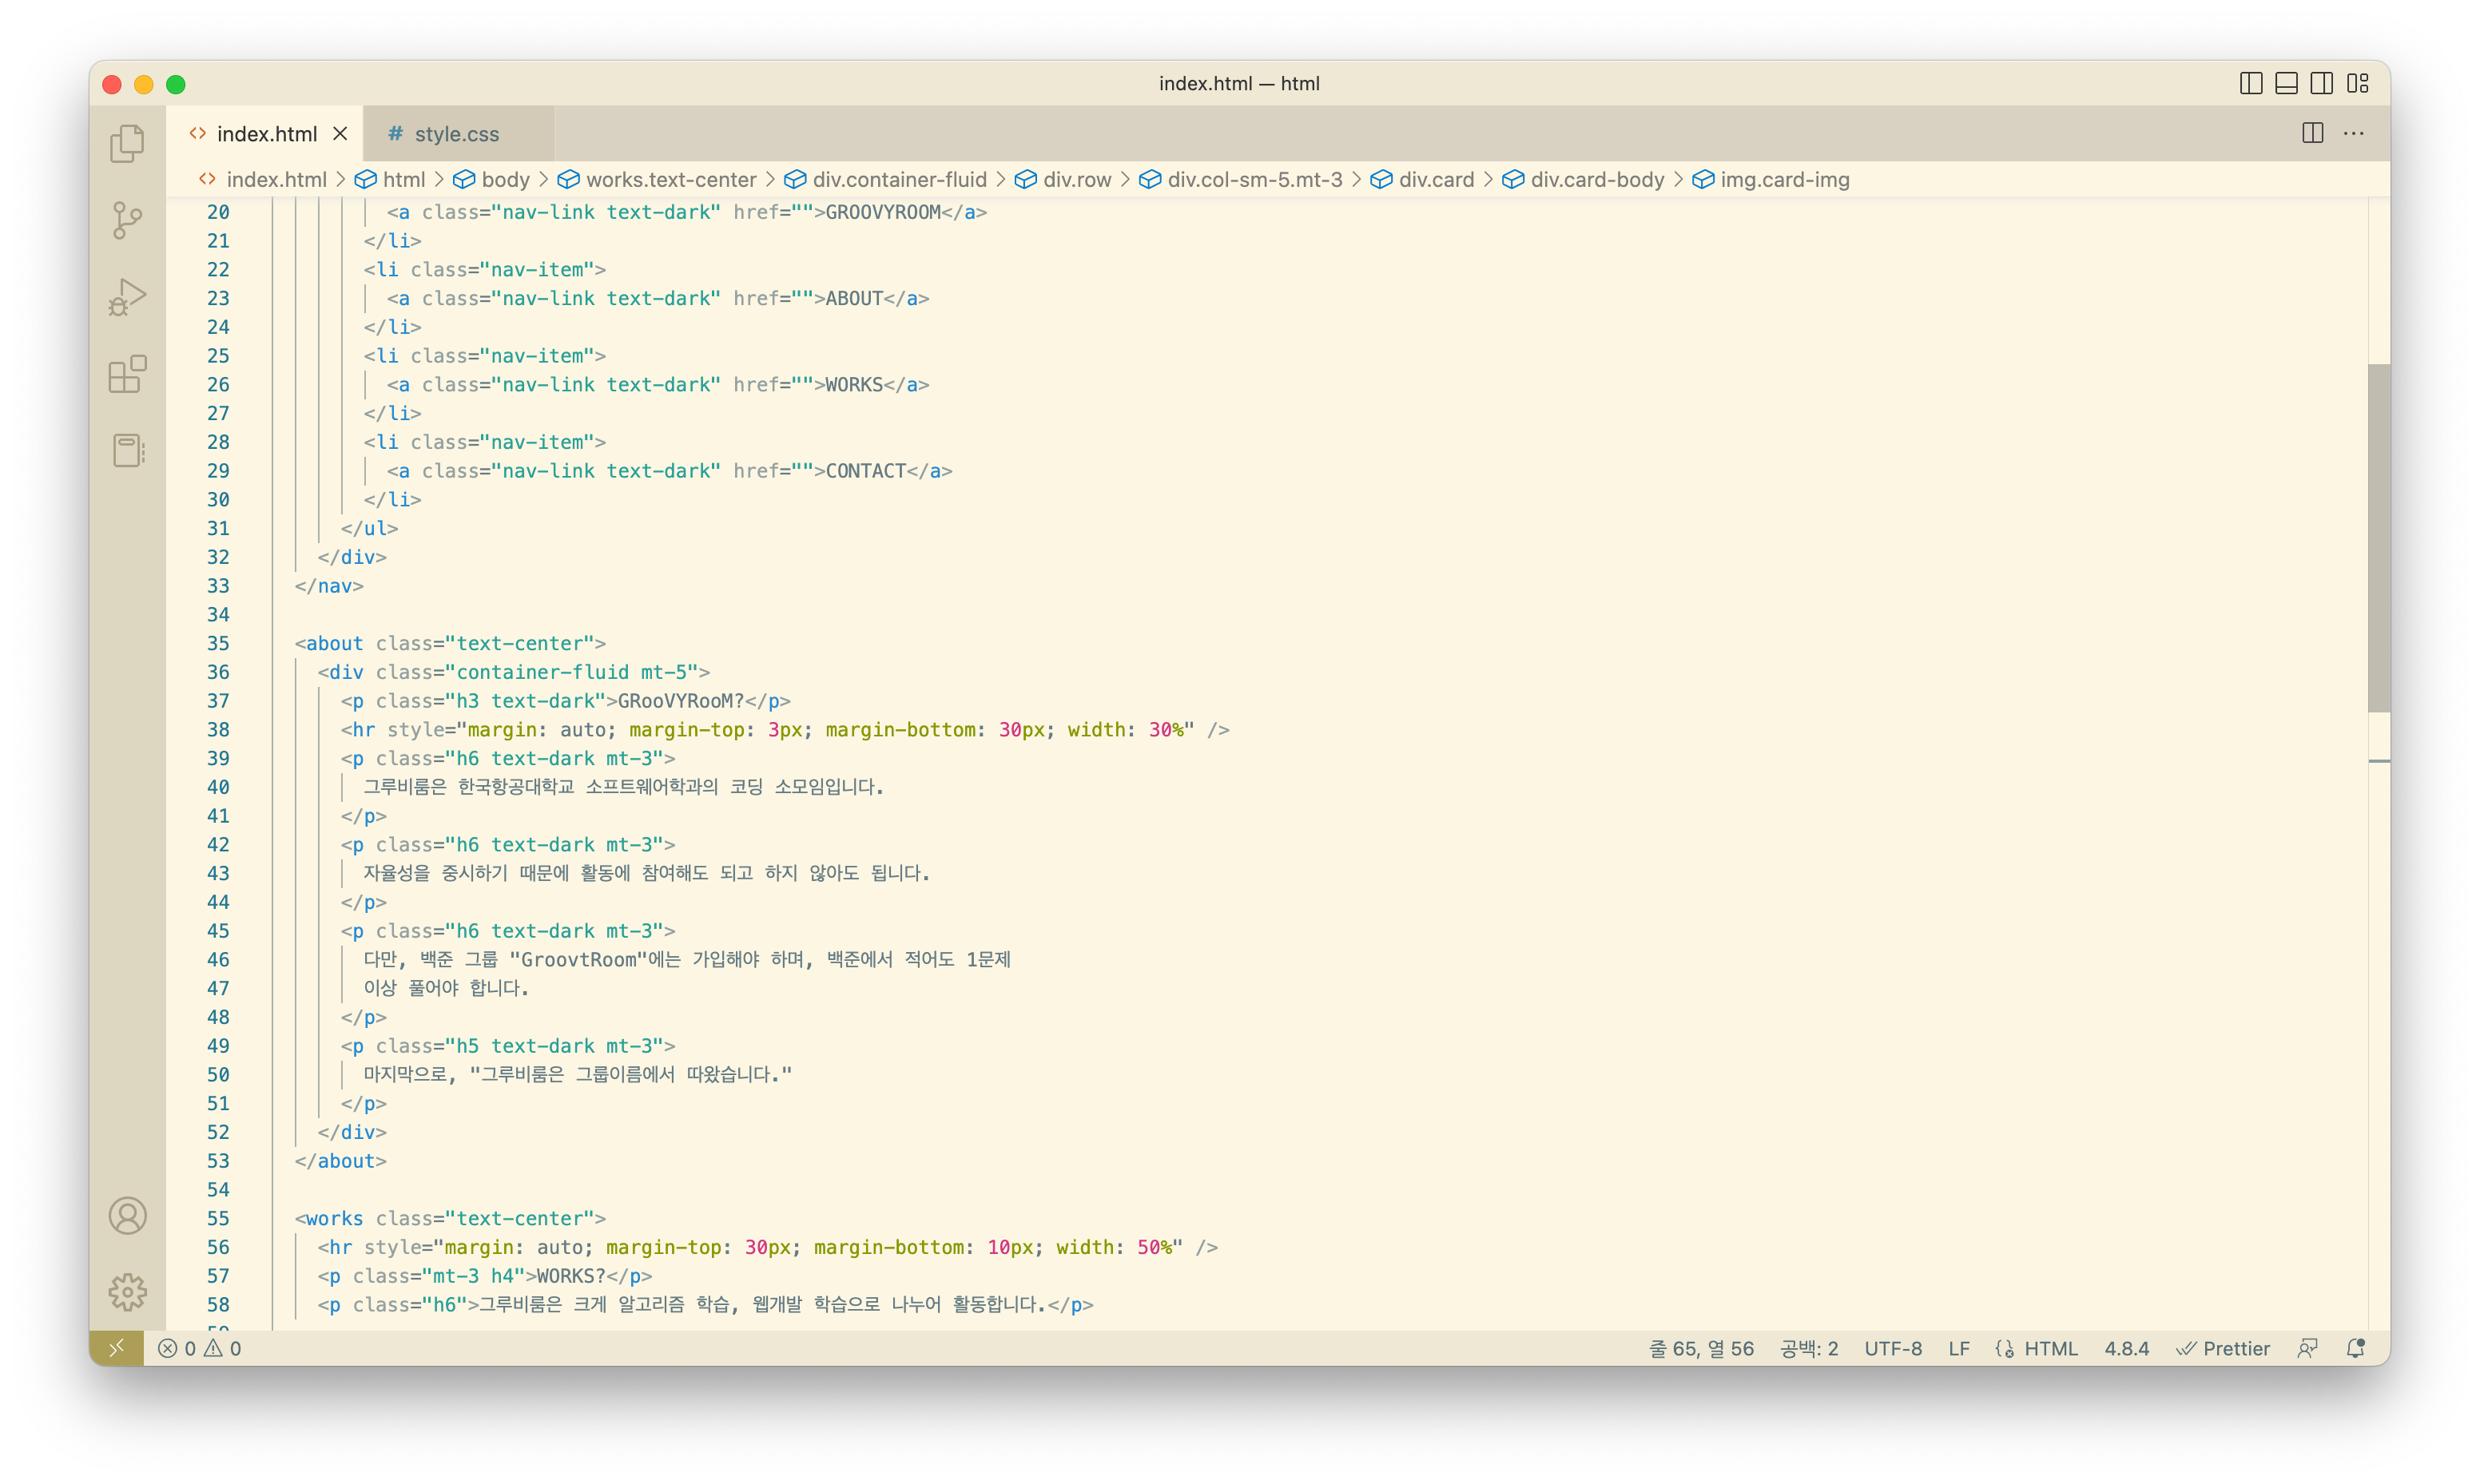 index.html — html
index.html
# style.css
index.html > html > body > works.text-center > div.container-fluid > div.row > div.col-sm-5.mt-3 > div.card > div.card-body > img.card-img
20 <a class="nav-link text-dark" href="">GROOVYROOM</a>
21 </li>
22 <li class="nav-item">
23 <a class="nav-link text-dark" href="">ABOUT</a>
24 </li>
25 <li class="nav-item">
26 <a class="nav-link text-dark" href="">WORKS</a>
27 </li>
28 <li class="nav-item">
29 <a class="nav-link text-dark" href="">CONTACT</a>
30 </li>
31 </ul>
32 </div>
33 </nav>
34
35 <about class="text-center">
36 <div class="container-fluid mt-5">
37 <p class="h3 text-dark">GRooVYRooM?</p>
38 <hr style="margin: auto; margin-top: 3px; margin-bottom: 30px; width: 30%" />
39 <p class="h6 text-dark mt-3">
40 그루비룸은 한국항공대학교 소프트웨어학과의 코딩 소모임입니다.
41 </p>
42 <p class="h6 text-dark mt-3">
43 자율성을 중시하기 때문에 활동에 참여해도 되고 하지 않아도 됩니다.
44 </p>
45 <p class="h6 text-dark mt-3">
46 다만, 백준 그룹 "GroovtRoom"에는 가입해야 하며, 백준에서 적어도 1문제
47 이상 풀어야 합니다.
48 </p>
49 <p class="h5 text-dark mt-3">
50 마지막으로, "그루비룸은 그룹이름에서 따왔습니다."
51 </p>
52 </div>
53 </about>
54
55 <works class="text-center">
56 <hr style="margin: auto; margin-top: 30px; margin-bottom: 10px; width: 50%" />
57 <p class="mt-3 h4">WORKS?</p>
58 <p class="h6">그루비룸은 크게 알고리즘 학습, 웹개발 학습으로 나누어 활동합니다.</p>
0 0 줄 65, 열 56 공백: 2 UTF-8 LF HTML 4.8.4 Prettier